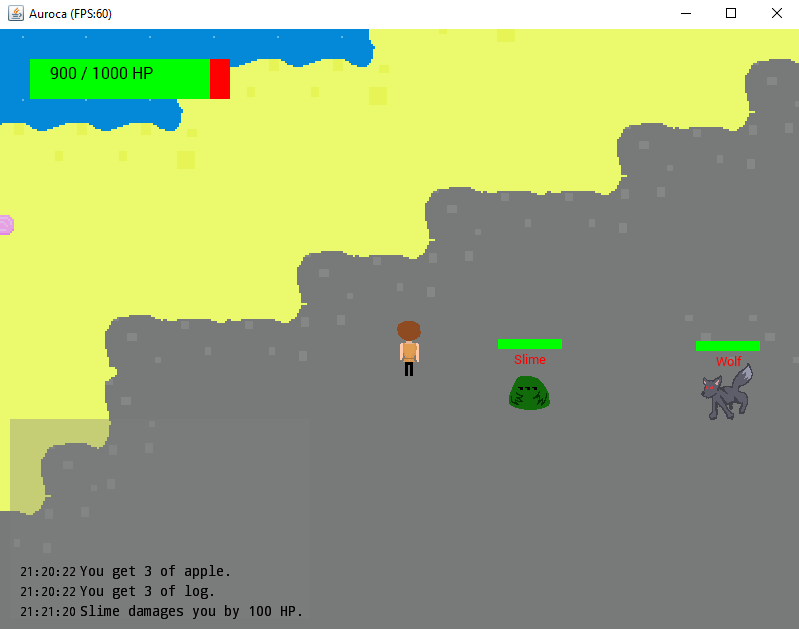 Auroca (FPS:60)
900 / 1000 HP
Slime
Wolf
21:20:22 You get 3 of apple.
21:20:22 You get 3 of log.
21:21:20 Slime damages you by 100 HP.